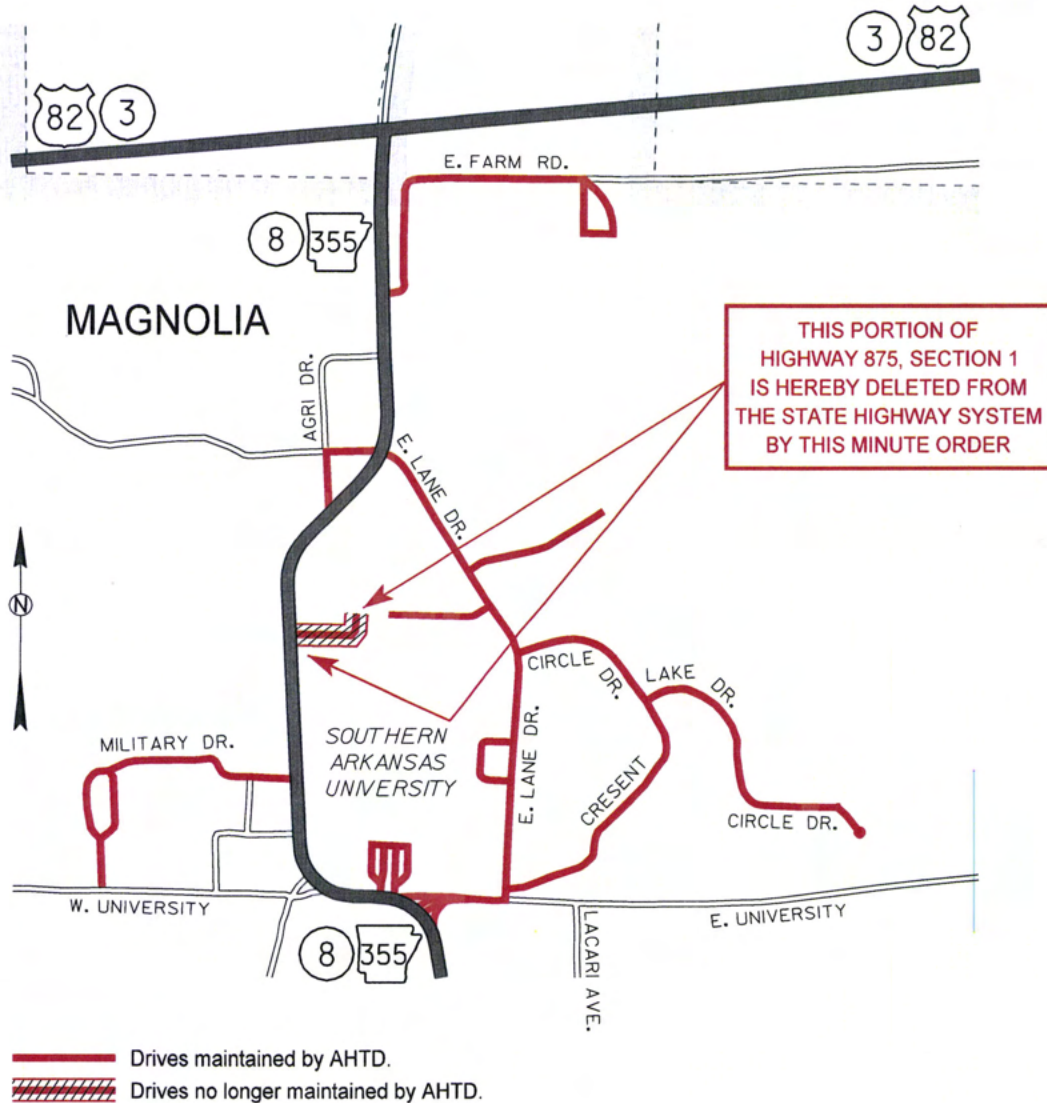 3 82
82 3
E. FARM RD.
8 355
MAGNOLIA
THIS PORTION OF
HIGHWAY 875, SECTION 1
IS HEREBY DELETED FROM
THE STATE HIGHWAY SYSTEM
BY THIS MINUTE ORDER
AGRI DR.
E. LANE DR.
N
CIRCLE DR.
LAKE DR.
MILITARY DR.
SOUTHERN
ARKANSAS
UNIVERSITY
E. LANE DR.
CRESENT
CIRCLE DR.
W. UNIVERSITY
E. UNIVERSITY
LACARI AVE.
8 355
Drives maintained by AHTD.
Drives no longer maintained by AHTD.